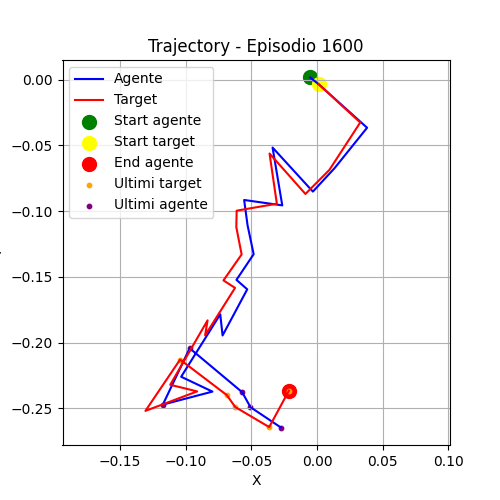 Trajectory - Episodio 1600
Agente
Target
Start agente
Start target
End agente
Ultimi target
Ultimi agente
0.00
−0.05
−0.10
−0.15
−0.20
−0.25
−0.15
−0.10
−0.05
0.00
0.05
0.10
X